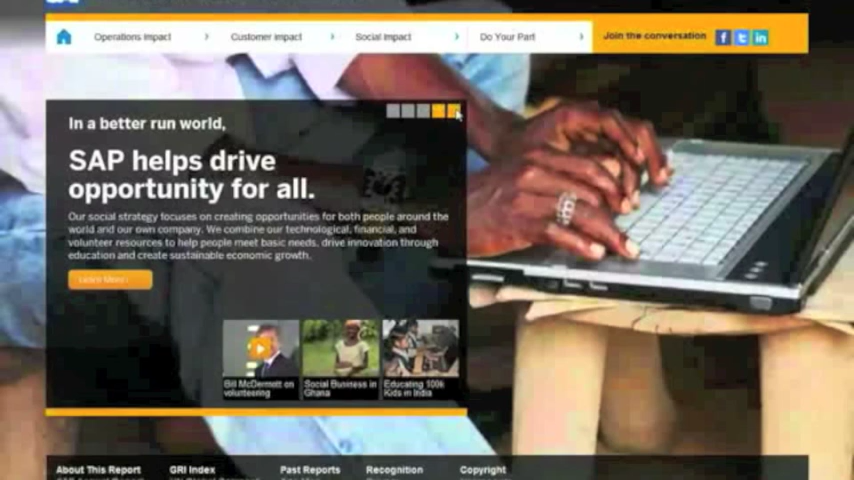 Operations Impact
Customer Impact
Social Impact
Do Your Part
Join the conversation
In a better run world,
SAP helps drive
opportunity for all.
Our social strategy focuses on creating opportunities for both people around the
world and our own company. We combine our technological, financial, and
volunteer resources to help people meet basic needs, drive innovation through
education and create sustainable economic growth.
Learn More
Bill McDermott on
volunteering
Social Business in
Ghana
Educating 100k
Kids in India
About This Report
GRI Index
Past Reports
Recognition
Copyright